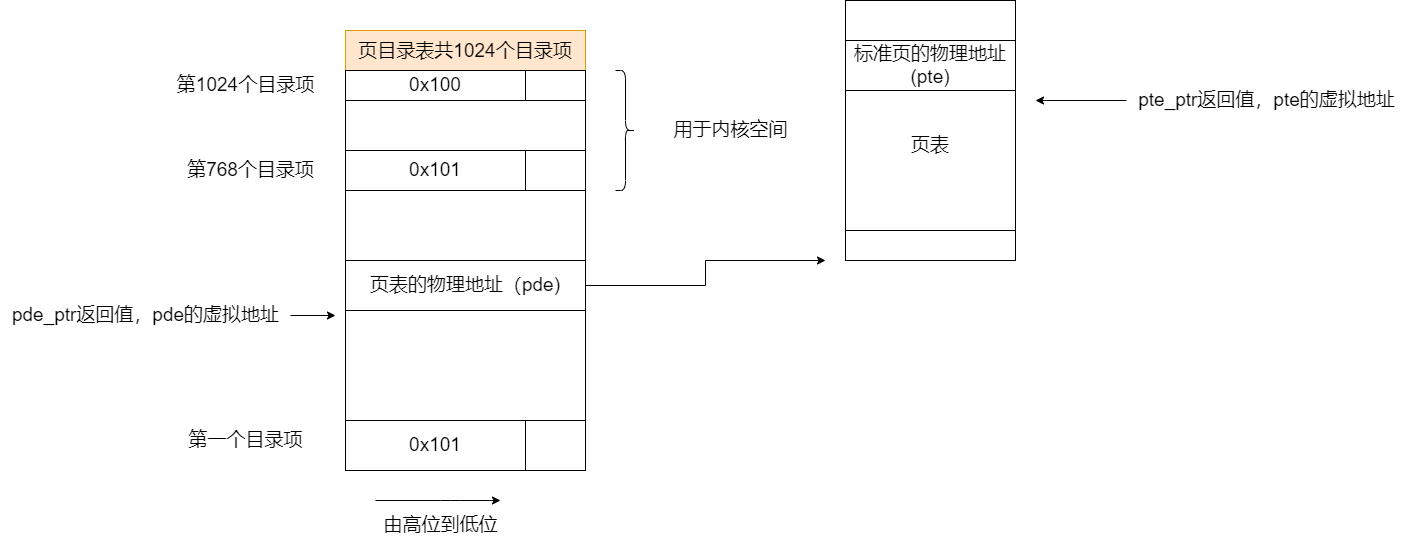 页目录表共1024个目录项
第1024个目录项
0x100
用于内核空间
第768个目录项
0x101
页表的物理地址（pde）
pde_ptr返回值，pde的虚拟地址
第一个目录项
0x101
由高位到低位
标准页的物理地址
(pte)
pte_ptr返回值，pte的虚拟地址
页表